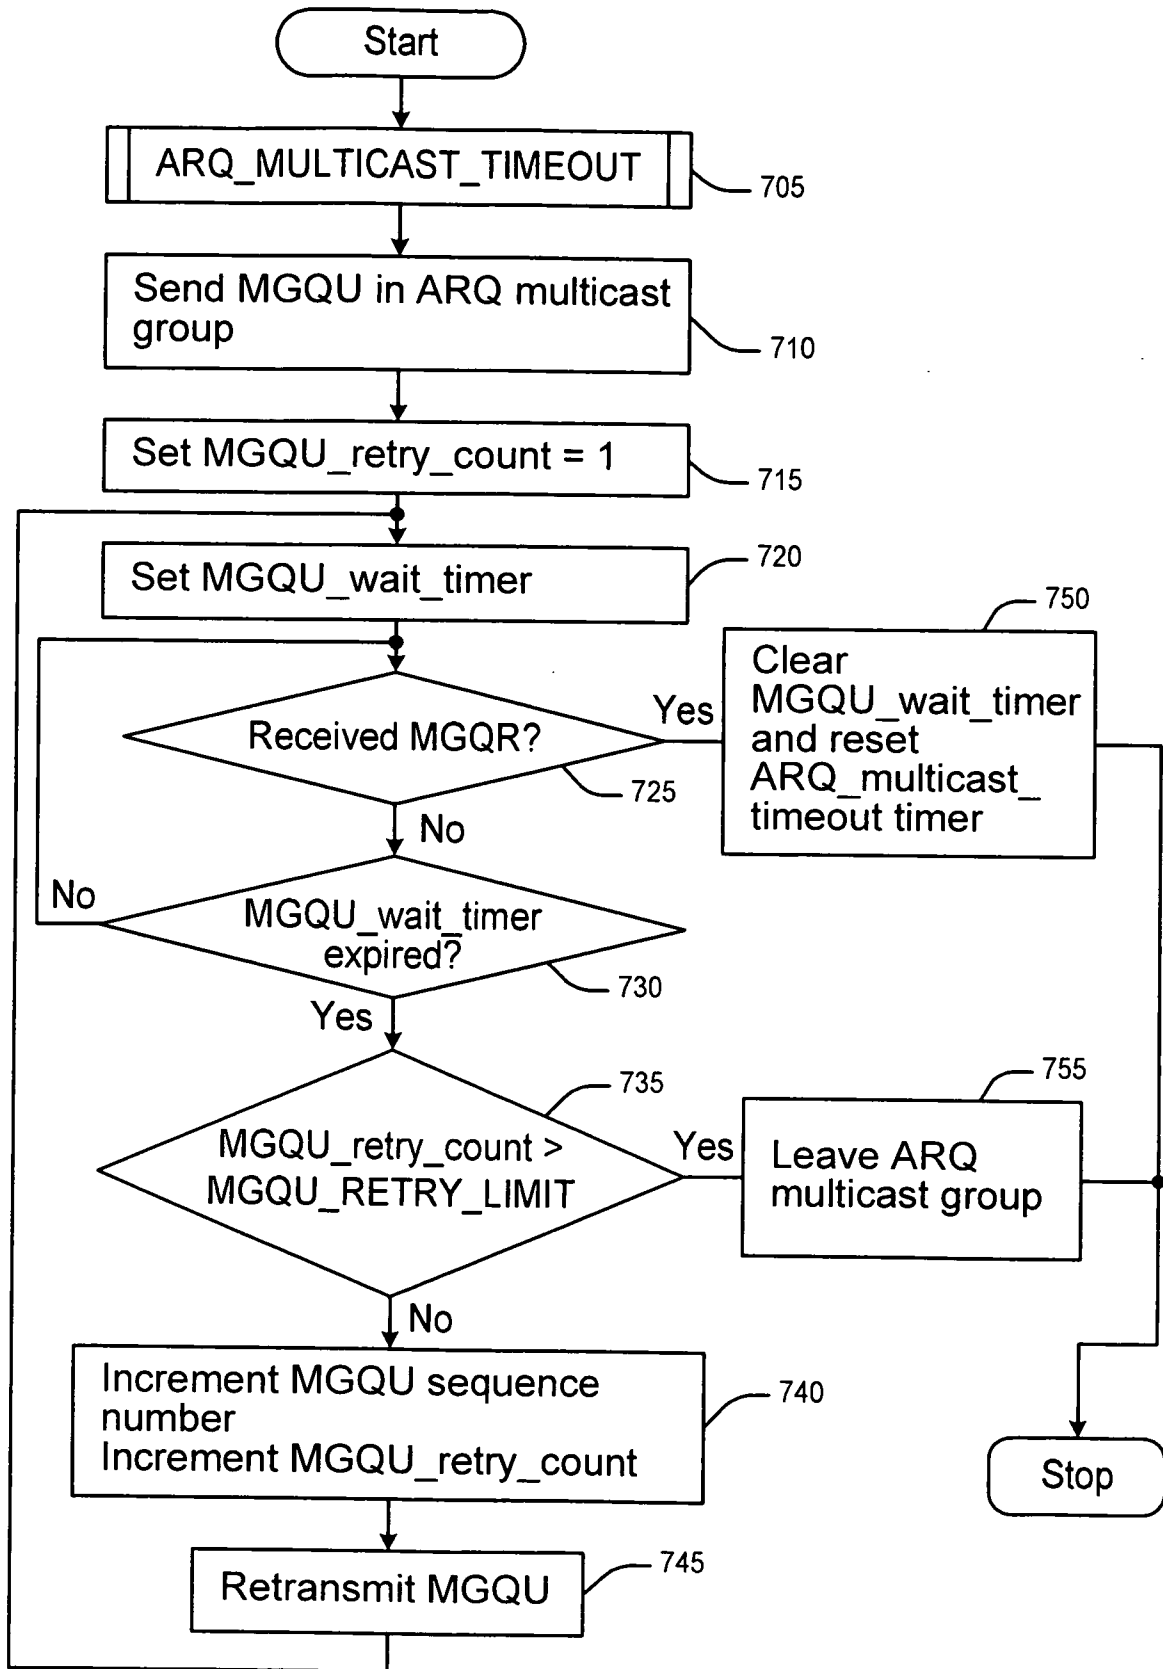 Start
ARQ_MULTICAST_TIMEOUT
705
Send MGQU in ARQ multicast
group
710
Set MGQU_retry_count = 1
715
Set MGQU_wait_timer
720
750
Clear
MGQU_wait_timer
and reset
ARQ_multicast_
timeout timer
Received MGQR?
Yes
725
No
MGQU_wait_timer
expired?
No
730
Yes
735
MGQU_retry_count >
MGQU_RETRY_LIMIT
Yes
755
Leave ARQ
multicast group
No
Increment MGQU sequence
number
Increment MGQU_retry_count
740
Stop
Retransmit MGQU
745